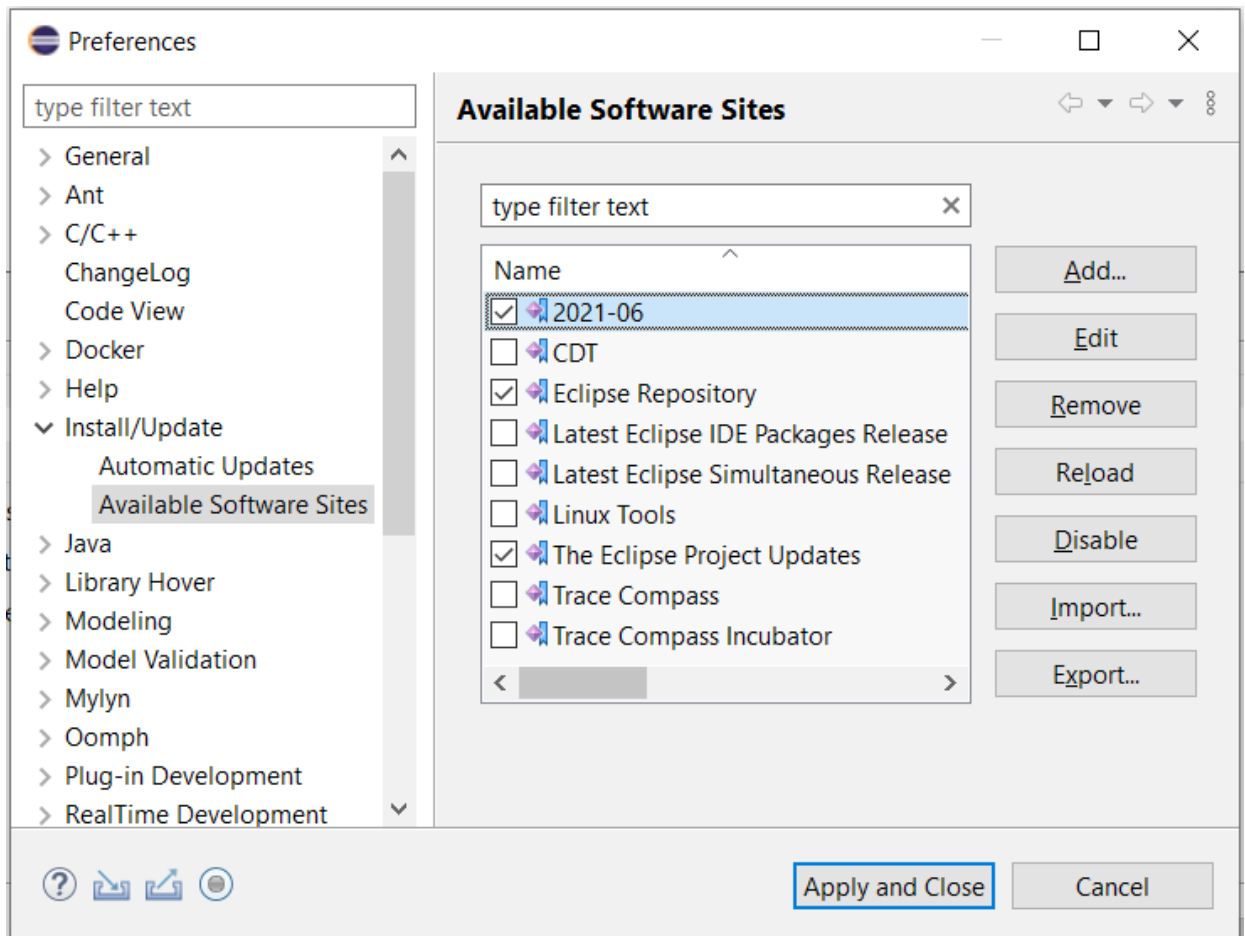 Preferences
type filter text
General
Ant
C/C++
ChangeLog
Code View
Docker
Help
Install/Update
Automatic Updates
Available Software Sites
Java
Library Hover
Modeling
Model Validation
Mylyn
Oomph
Plug-in Development
RealTime Development
Available Software Sites
type filter text
Name
2021-06
CDT
Eclipse Repository
Latest Eclipse IDE Packages Release
Latest Eclipse Simultaneous Release
Linux Tools
The Eclipse Project Updates
Trace Compass
Trace Compass Incubator
Add...
Edit
Remove
Reload
Disable
Import...
Export...
Apply and Close
Cancel